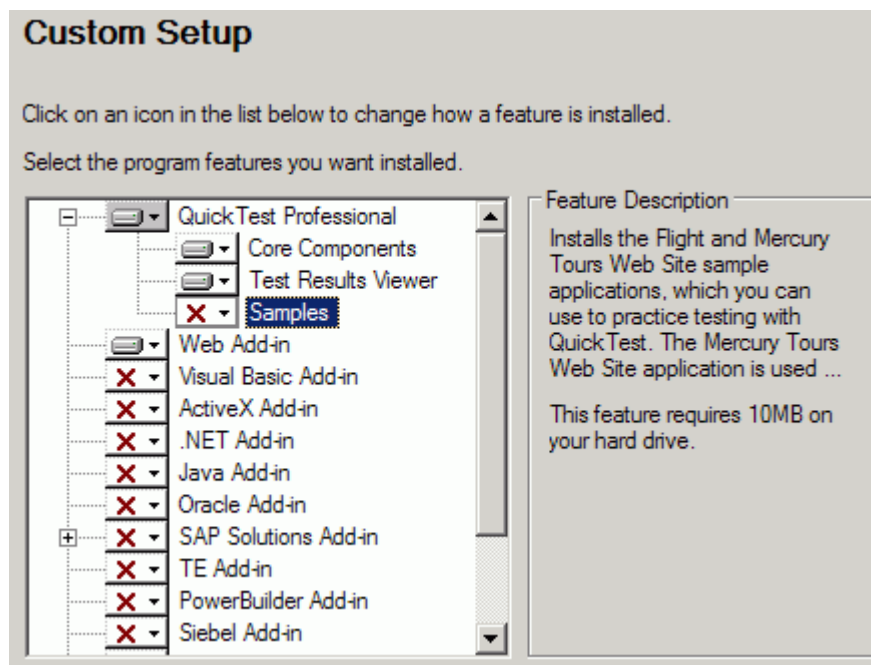 Custom Setup
Click on an icon in the list below to change how a feature is installed.
Select the program features you want installed.
QuickTest Professional
Core Components
Test Results Viewer
Samples
Web Add-in
Visual Basic Add-in
ActiveX Add-in
.NET Add-in
Java Add-in
Oracle Add-in
SAP Solutions Add-in
TE Add-in
PowerBuilder Add-in
Siebel Add-in
Feature Description
Installs the Flight and Mercury
Tours Web Site sample
applications, which you can
use to practice testing with
QuickTest. The Mercury Tours
Web Site application is used ...
This feature requires 10MB on
your hard drive.